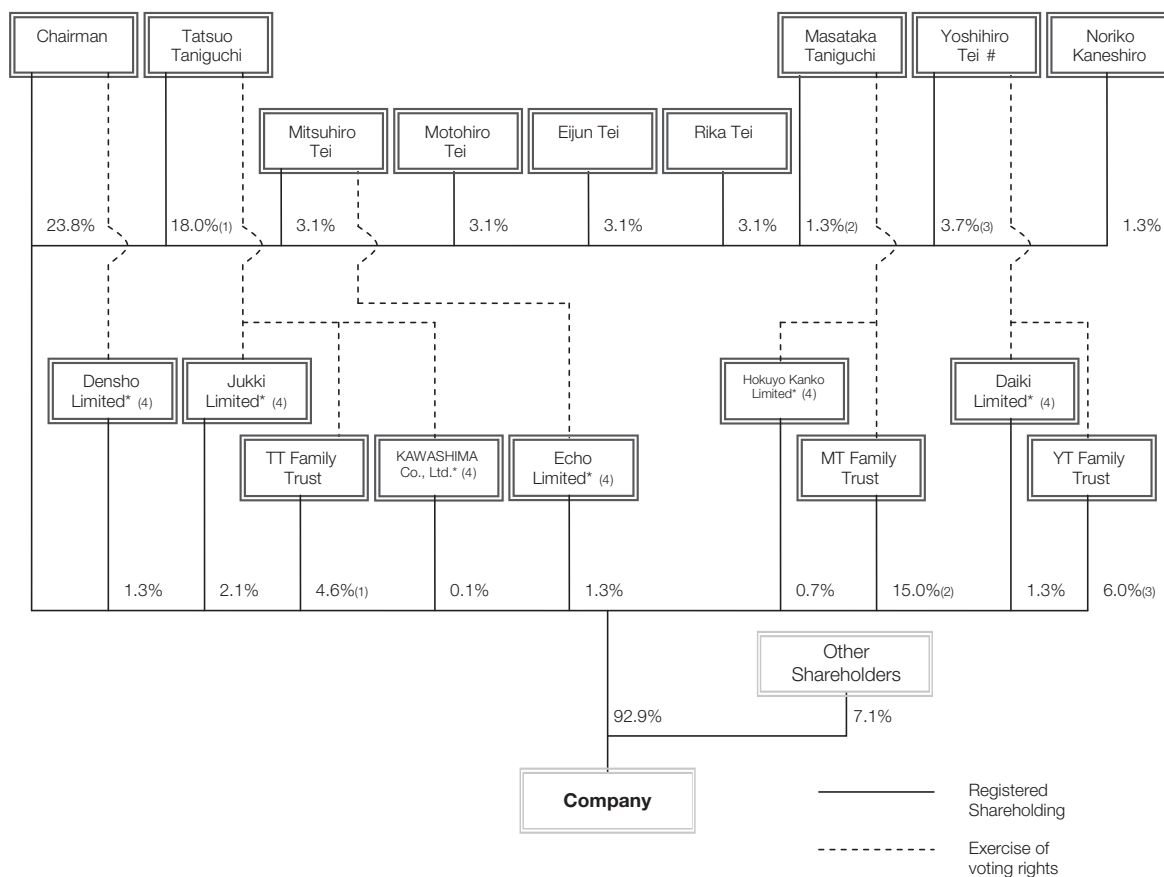 Chairman
Tatsuo
Taniguchi
Masataka
Taniguchi
Yoshihiro
Tei #
Noriko
Kaneshiro
Mitsuhiro
Tei
Motohiro
Tei
Eijun Tei
Rika Tei
23.8%
18.0%(1)
3.1%
3.1%
3.1%
3.1%
1.3%(2)
3.7%(3)
1.3%
Densho
Limited* (4)
Jukki
Limited* (4)
Hokuyo Kanko
Limited* (4)
Daiki
Limited* (4)
TT Family
Trust
KAWASHIMA
Co., Ltd.* (4)
Echo
Limited* (4)
MT Family
Trust
YT Family
Trust
1.3%
2.1%
4.6%(1)
0.1%
1.3%
0.7%
15.0%(2)
1.3%
6.0%(3)
Other
Shareholders
92.9%
7.1%
Company
Registered
Shareholding
Exercise of
voting rights